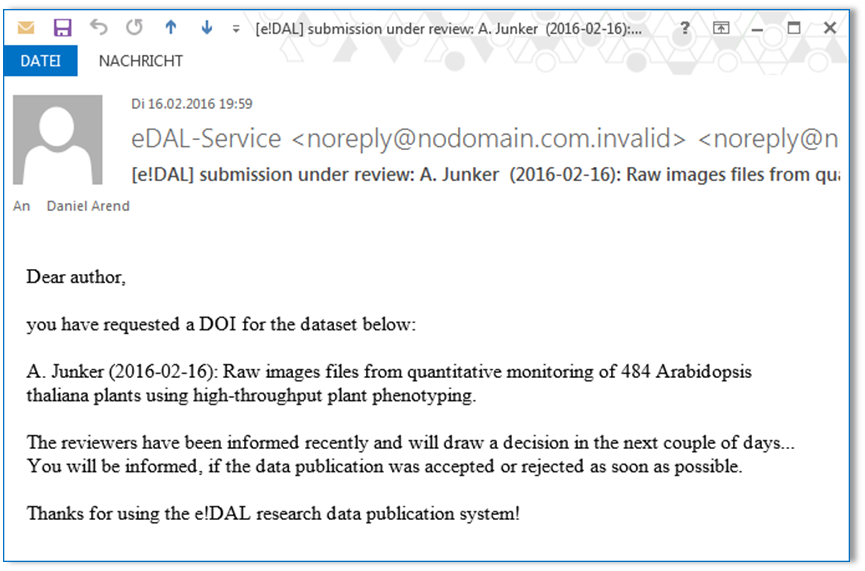 [e!DAL] submission under review: A. Junker (2016-02-16):...
DATEI NACHRICHT
Di 16.02.2016 19:59
eDAL-Service <noreply@nodomain.com.invalid> <noreply@n
[e!DAL] submission under review: A. Junker (2016-02-16): Raw images files from qua
An Daniel Arend
Dear author,
you have requested a DOI for the dataset below:
A. Junker (2016-02-16): Raw images files from quantitative monitoring of 484 Arabidopsis
thaliana plants using high-throughput plant phenotyping.
The reviewers have been informed recently and will draw a decision in the next couple of days...
You will be informed, if the data publication was accepted or rejected as soon as possible.
Thanks for using the e!DAL research data publication system!